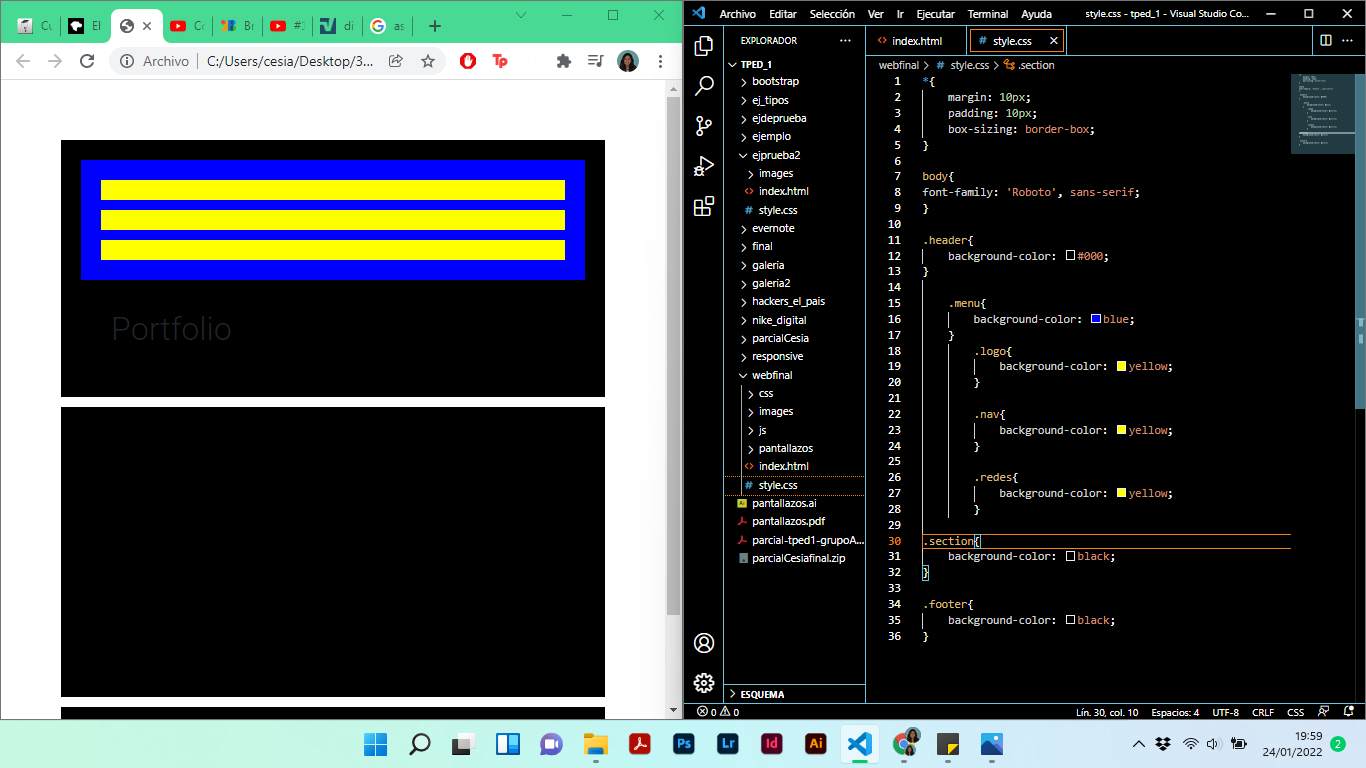 Cu
El
Co
Br
#1
di
as
Archivo
C:/Users/cesia/Desktop/3...
Portfolio
Archivo Editar Selección Ver Ir Ejecutar Terminal Ayuda
style.css - tped_1 - Visual Studio Co...
EXPLORADOR
TPED_1
bootstrap
ej_tipos
ejdeprueba
ejemplo
ejprueba2
images
index.html
style.css
evernote
final
galeria
galeria2
hackers_el_pais
nike_digital
parcialCesia
responsive
webfinal
css
images
js
pantallazos
index.html
style.css
pantallazos.ai
pantallazos.pdf
parcial-tped1-grupoA...
parcialCesiafinal.zip
ESQUEMA
index.html
style.css
webfinal > # style.css > .section
1 *{
2 margin: 10px;
3 padding: 10px;
4 box-sizing: border-box;
5 }
6
7 body{
8 font-family: 'Roboto', sans-serif;
9 }
10
11 .header{
12 background-color: #000;
13 }
14
15 .menu{
16 background-color: blue;
17 }
18 .logo{
19 background-color: yellow;
20 }
21
22 .nav{
23 background-color: yellow;
24 }
25
26 .redes{
27 background-color: yellow;
28 }
29
30 .section{
31 background-color: black;
32 }
33
34 .footer{
35 background-color: black;
36 }
0 0
Lín. 30, col. 10 Espacios: 4 UTF-8 CRLF CSS
Ps
Lr
Id
Ai
19:59
24/01/2022
2